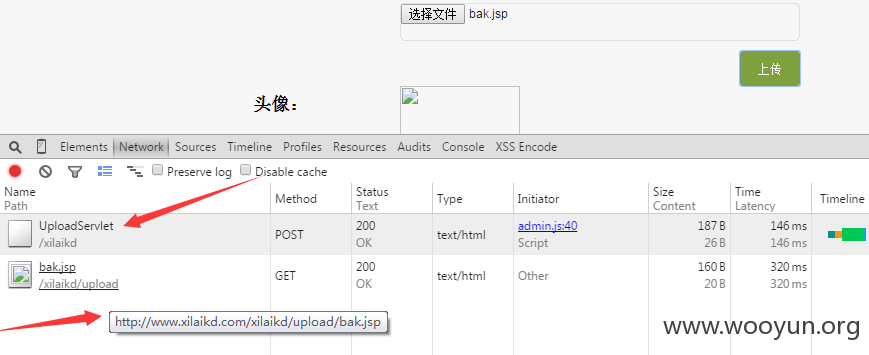 选择文件 bak.jsp
上传
头像：
Elements Network Sources Timeline Profiles Resources Audits Console XSS Encode
Preserve log Disable cache
Name Method Status Type Initiator Size Time Timeline
Path Text Content Latency
UploadServlet POST 200 text/html admin.js:40 187 B 146 ms
/xilaikd OK Script 26 B 146 ms
bak.jsp GET 200 text/html Other 160 B 320 ms
/xilaikd/upload OK 20 B 320 ms
http://www.xilaikd.com/xilaikd/upload/bak.jsp
www.wooyun.org